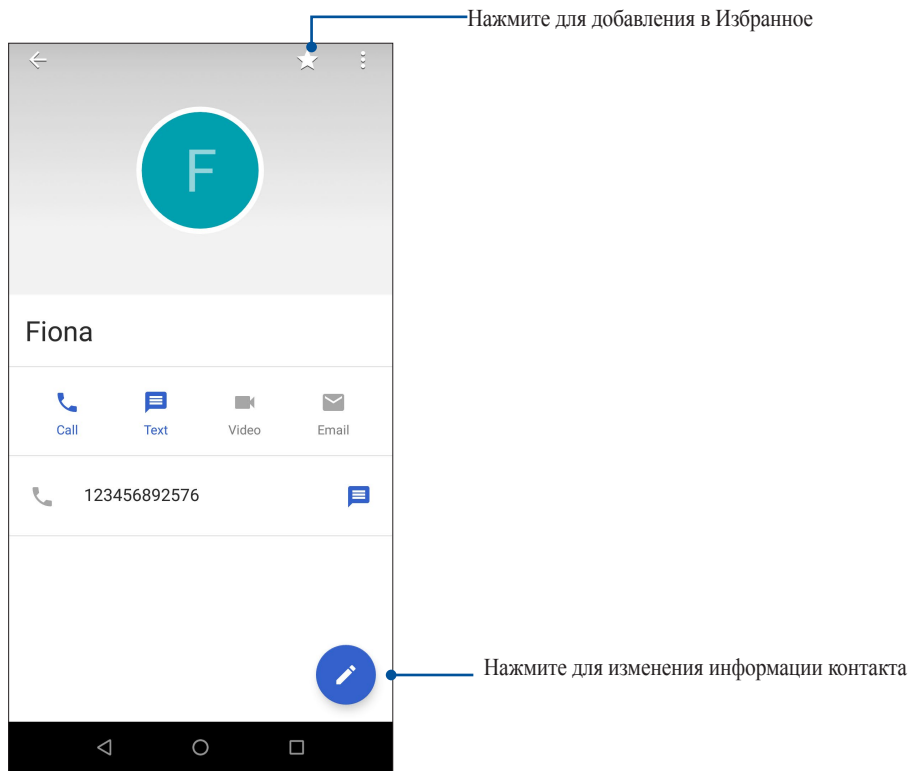 Нажмите для добавления в Избранное
F
Fiona
Call Text Video Email
123456892576
Нажмите для изменения информации контакта